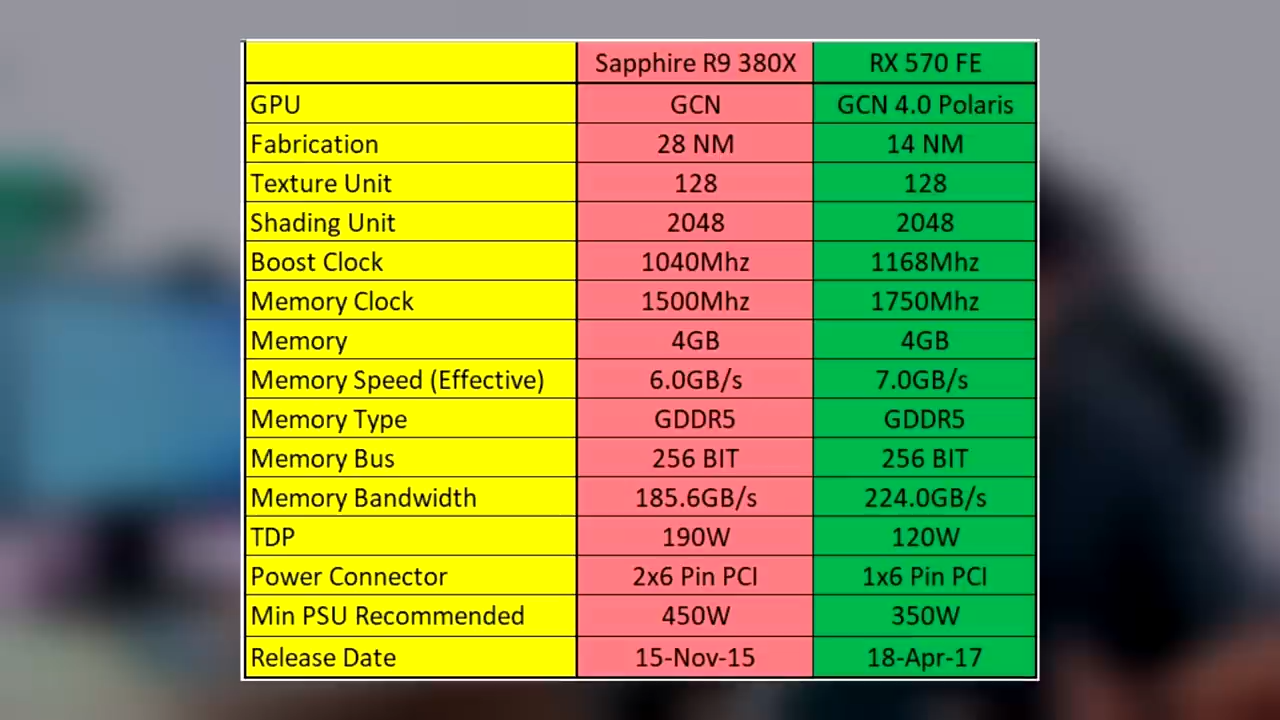 Sapphire R9 380X RX 570 FE
GPU GCN GCN 4.0 Polaris
Fabrication 28 NM 14 NM
Texture Unit 128 128
Shading Unit 2048 2048
Boost Clock 1040Mhz 1168Mhz
Memory Clock 1500Mhz 1750Mhz
Memory 4GB 4GB
Memory Speed (Effective) 6.0GB/s 7.0GB/s
Memory Type GDDR5 GDDR5
Memory Bus 256 BIT 256 BIT
Memory Bandwidth 185.6GB/s 224.0GB/s
TDP 190W 120W
Power Connector 2x6 Pin PCI 1x6 Pin PCI
Min PSU Recommended 450W 350W
Release Date 15-Nov-15 18-Apr-17